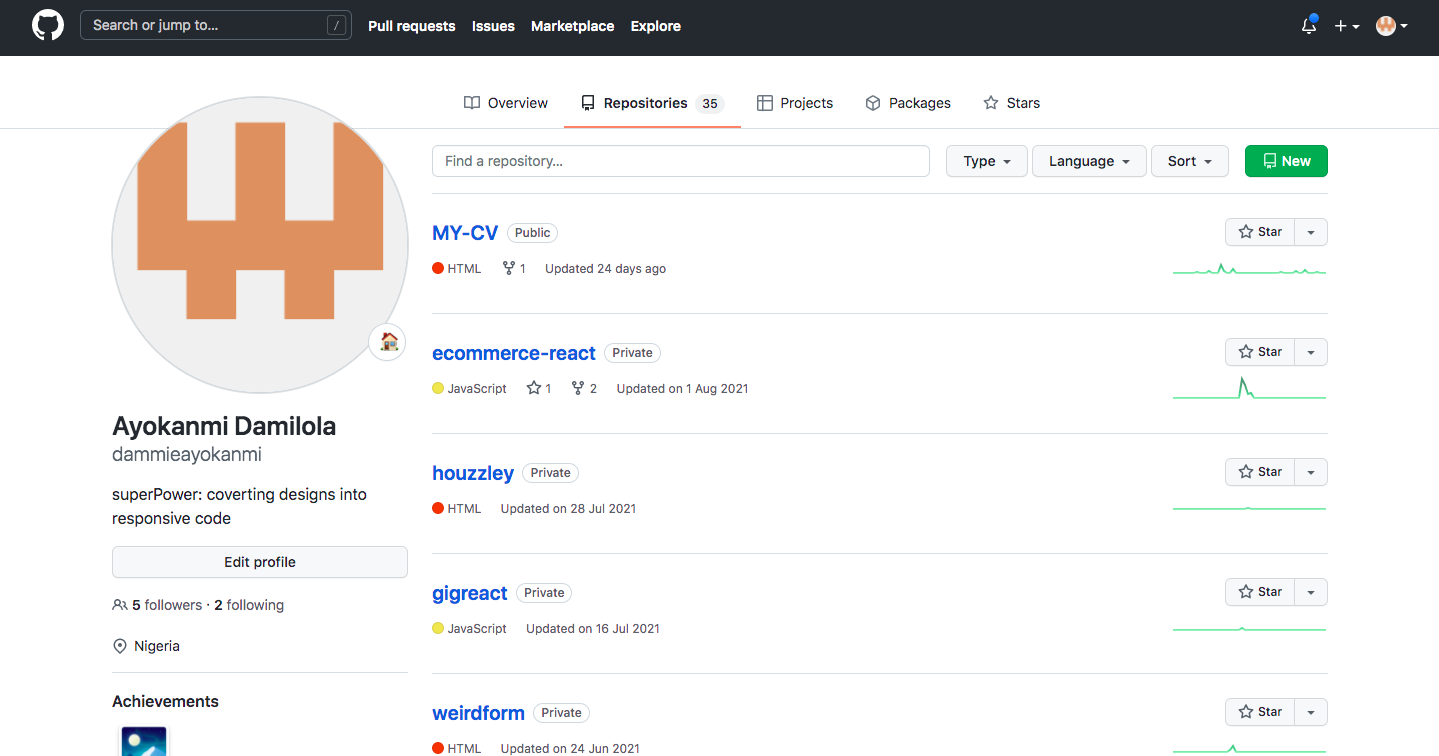 Search or jump to... / Pull requests Issues Marketplace Explore
Overview Repositories 35 Projects Packages Stars
Find a repository... Type Language Sort New
MY-CV Public Star
HTML 1 Updated 24 days ago
ecommerce-react Private Star
JavaScript 1 2 Updated on 1 Aug 2021
houzzley Private Star
HTML Updated on 28 Jul 2021
gigreact Private Star
JavaScript Updated on 16 Jul 2021
weirdform Private Star
HTML Updated on 24 Jun 2021
Ayokanmi Damilola
dammieayokanmi
superPower: coverting designs into
responsive code
Edit profile
5 followers · 2 following
Nigeria
Achievements